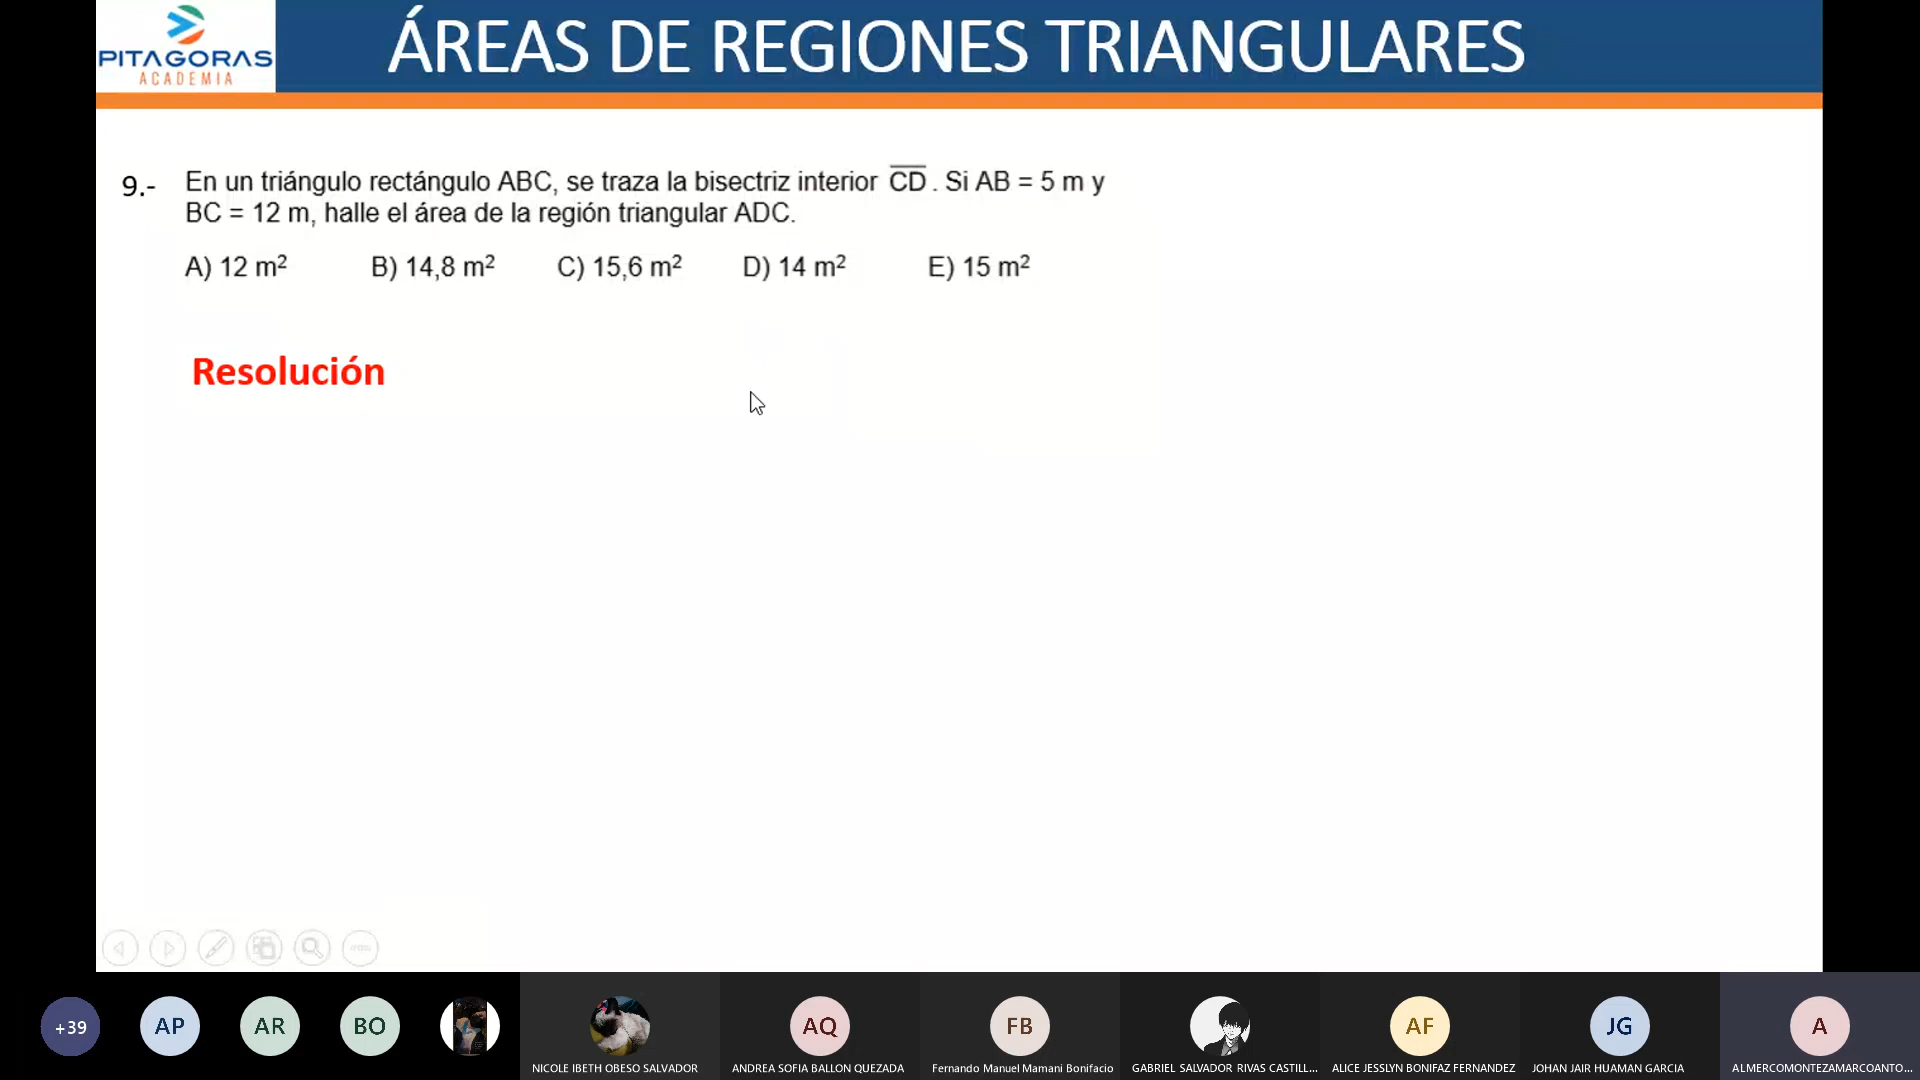 PITAGORAS
ACADEMIA
ÁREAS DE REGIONES TRIANGULARES
9.- En un triángulo rectángulo ABC, se traza la bisectriz interior CD . Si AB = 5 m y
BC = 12 m, halle el área de la región triangular ADC.
A) 12 m² B) 14,8 m² C) 15,6 m² D) 14 m² E) 15 m²
Resolución
+39 AP AR BO AQ FB AF JG A
NICOLE IBETH OBESO SALVADOR ANDREA SOFIA BALLON QUEZADA Fernando Manuel Mamani Bonifacio GABRIEL SALVADOR RIVAS CASTILL... ALICE JESSLYN BONIFAZ FERNANDEZ JOHAN JAIR HUAMAN GARCIA ALMERCOMONTEZAMARCOANTO...